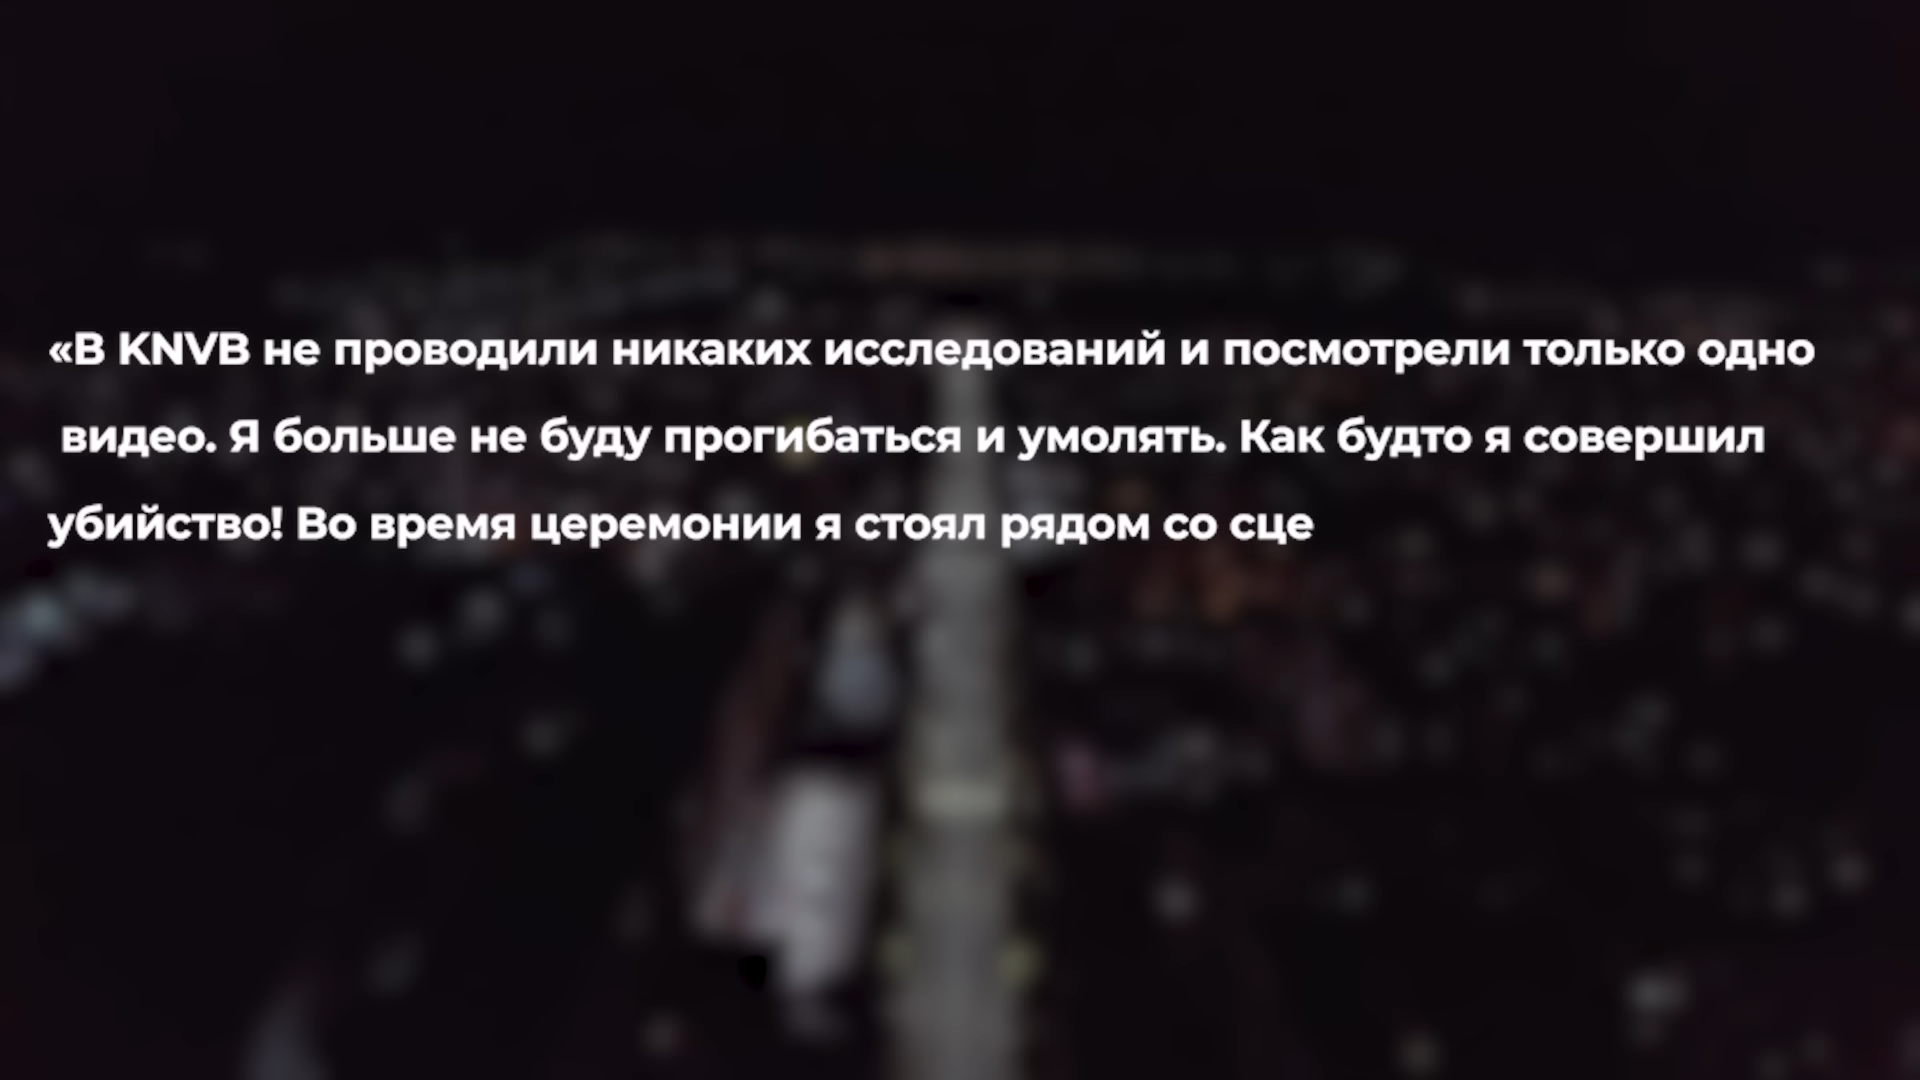 «В KNVB не проводили никаких исследований и посмотрели только одно
видео. Я больше не буду прогибаться и умолять. Как будто я совершил
убийство! Во время церемонии я стоял рядом со сце